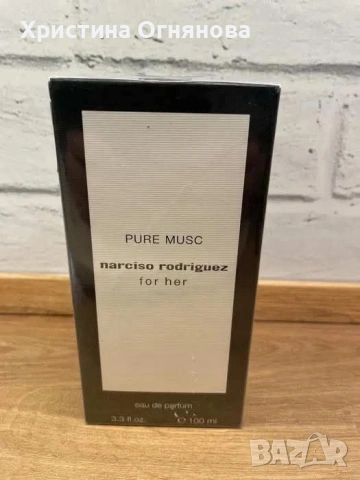 Христина Огнянова
PURE MUSC
narciso rodriguez
for her
eau de parfum
3.3 fl.oz. ℮ 100 ml
BAZAR
bg